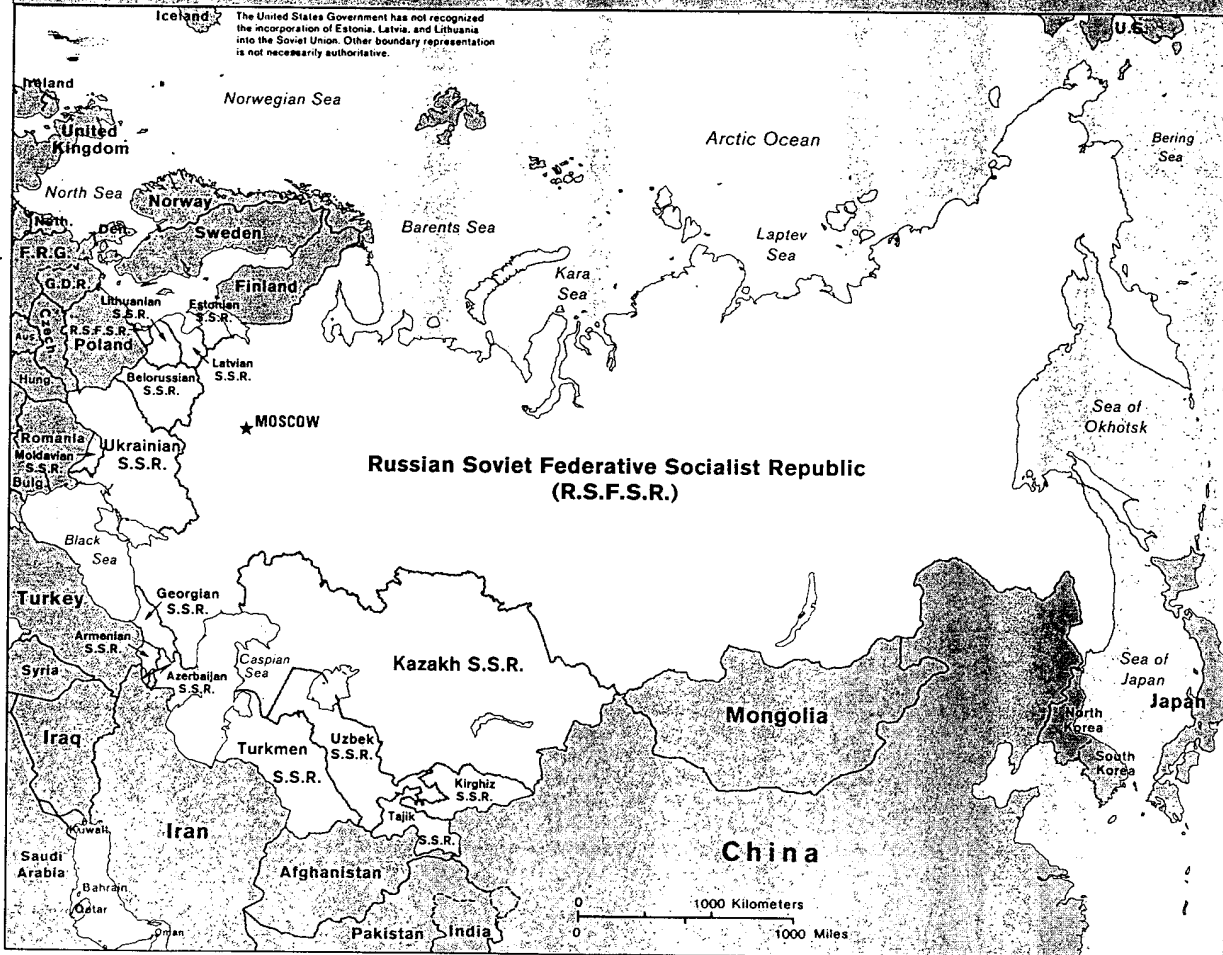 Iceland
The United States Government has not recognized
the incorporation of Estonia, Latvia, and Lithuania
into the Soviet Union. Other boundary representation
is not necessarily authoritative.
U.S.
Ireland
Norwegian Sea
United
Kingdom
Arctic Ocean
Bering
Sea
North Sea
Norway
Neth.
Den.
Sweden
Barents Sea
Laptev
Sea
F.R.G.
G.D.R.
Finland
Kara
Sea
Lithuanian
S.S.R.
Estonian
S.S.R.
Czech
Aus.
R.S.F.S.R.
Poland
Latvian
S.S.R.
Hung.
Belorussian
S.S.R.
MOSCOW
Sea of
Okhotsk
Romania
Ukrainian
S.S.R.
Moldavian
S.S.R.
Bulg.
Russian Soviet Federative Socialist Republic
(R.S.F.S.R.)
Black
Sea
Turkey
Georgian
S.S.R.
Armenian
S.S.R.
Syria
Azerbaijan
S.S.R.
Caspian
Sea
Kazakh S.S.R.
Sea of
Japan
Japan
Mongolia
North
Korea
Iraq
Turkmen
S.S.R.
Uzbek
S.S.R.
South
Korea
Kirghiz
S.S.R.
Tajik
S.S.R.
Kuwait
Iran
Saudi
Arabia
China
Afghanistan
Bahrain
Qatar
0 1000 Kilometers
Oman
Pakistan
India
0 1000 Miles